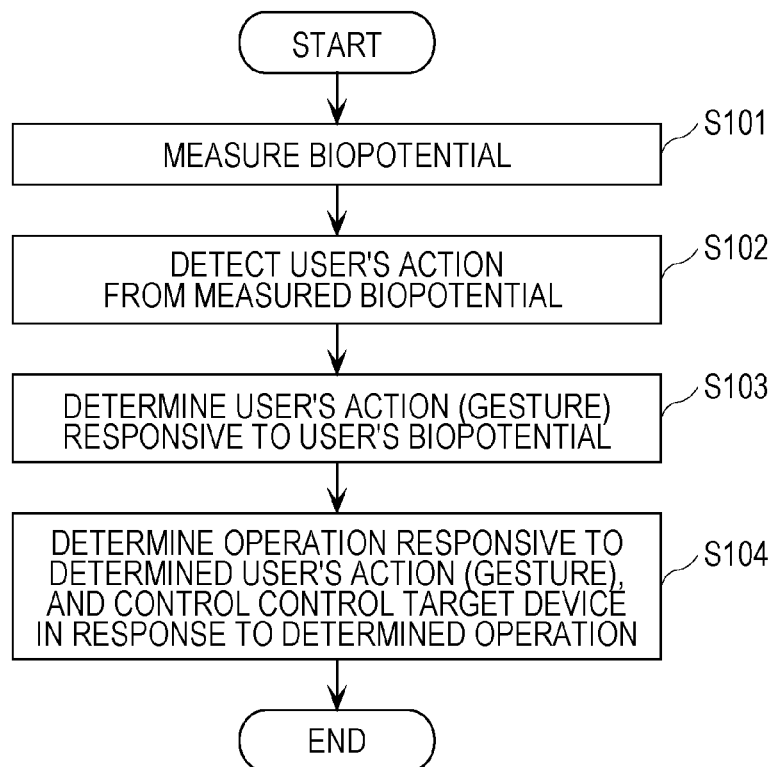 START
MEASURE BIOPOTENTIAL
S101
DETECT USER'S ACTION
FROM MEASURED BIOPOTENTIAL
S102
DETERMINE USER'S ACTION (GESTURE)
RESPONSIVE TO USER'S BIOPOTENTIAL
S103
DETERMINE OPERATION RESPONSIVE TO
DETERMINED USER'S ACTION (GESTURE),
AND CONTROL CONTROL TARGET DEVICE
IN RESPONSE TO DETERMINED OPERATION
S104
END